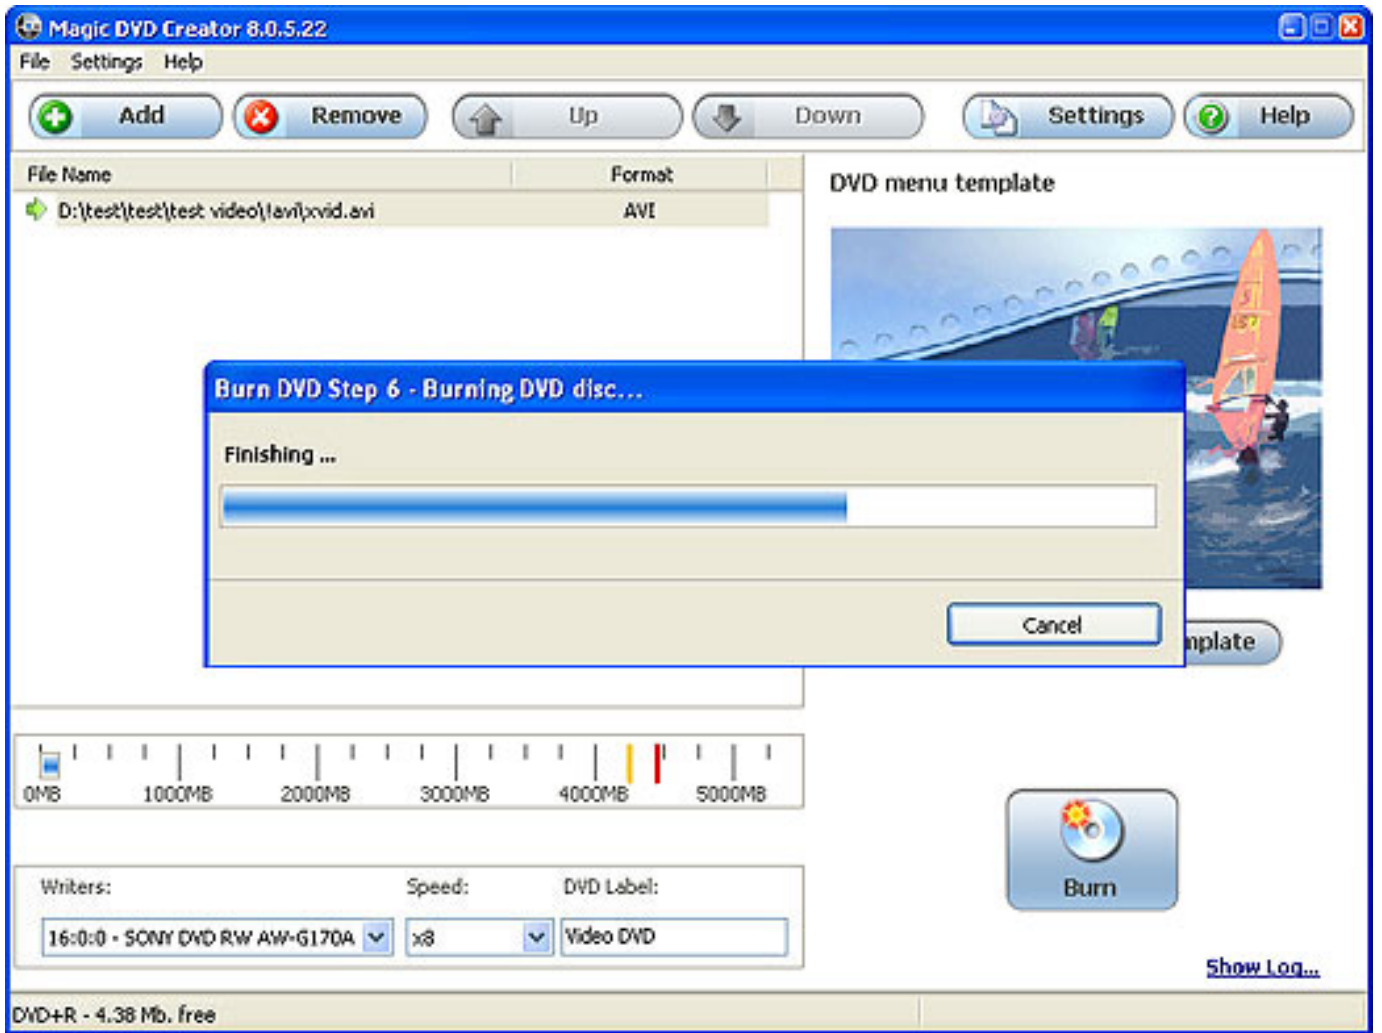 Magic DVD Creator 8.0.5.22
File Settings Help
Add Remove Up Down Settings Help
File Name Format
D:\test\test\test video\!avi\xvid.avi AVI
DVD menu template
Burn DVD Step 6 - Burning DVD disc...
Finishing ...
Cancel
mplate
0MB 1000MB 2000MB 3000MB 4000MB 5000MB
Writers: Speed: DVD Label:
16:0:0 - SONY DVD RW AW-G170A x8 Video DVD
Burn
Show Log...
DVD+R - 4.38 Mb. free